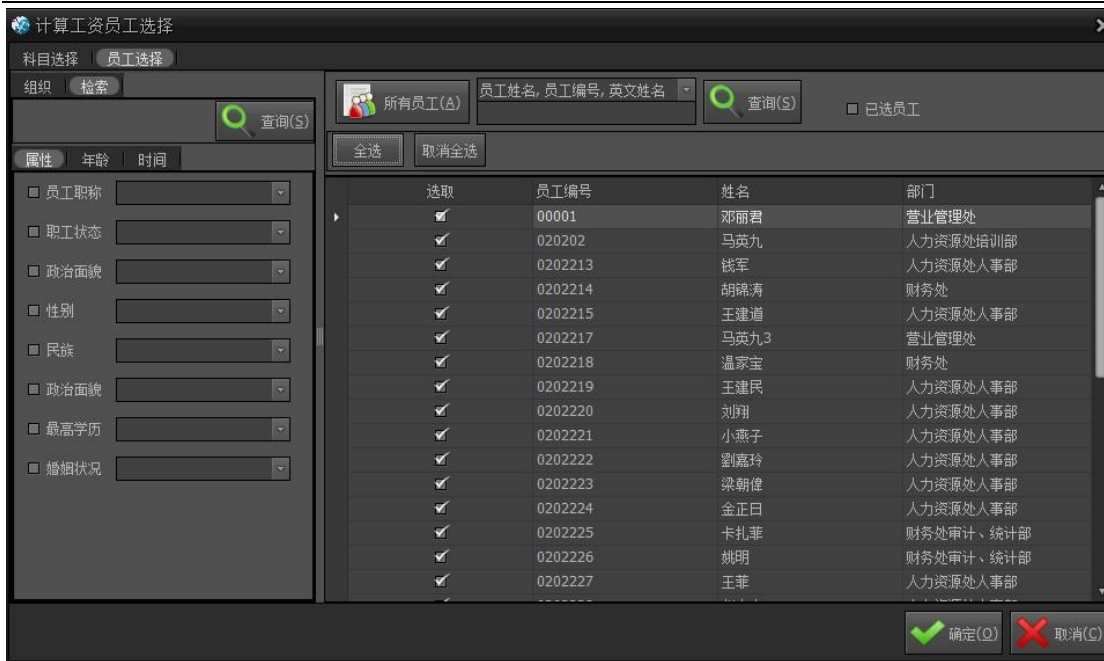 计算工资员工选择
科目选择 员工选择
组织 检索
查询(S)
属性 年龄 时间
员工职称
职工状态
政治面貌
性别
民族
政治面貌
最高学历
婚姻状况
所有员工(A) 员工姓名,员工编号,英文姓名 查询(S) 已选员工
全选 取消全选
选取 员工编号 姓名 部门
00001 邓丽君 营业管理处
020202 马英九 人力资源处培训部
0202213 钱军 人力资源处人事部
0202214 胡锦涛 财务处
0202215 王建道 人力资源处人事部
0202217 马英九3 营业管理处
0202218 温家宝 财务处
0202219 王建民 人力资源处人事部
0202220 刘翔 人力资源处人事部
0202221 小燕子 人力资源处人事部
0202222 劉嘉玲 人力资源处人事部
0202223 梁朝偉 人力资源处人事部
0202224 金正日 人力资源处人事部
0202225 卡扎菲 财务处审计、统计部
0202226 姚明 财务处审计、统计部
0202227 王菲 人力资源处人事部
确定(O) 取消(C)